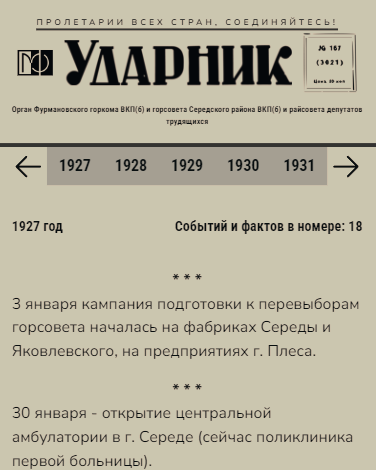 ПРОЛЕТАРИИ ВСЕХ СТРАН, СОЕДИНЯЙТЕСЬ!
УДАРНИК
№ 167
(3621)
Цена 20 коп
Орган Фурмановского горкома ВКП(б) и горсовета Середского района ВКП(б) и райсовета депутатов
трудящихся
1927 1928 1929 1930 1931
1927 год Событий и фактов в номере: 18
* * *
3 января кампания подготовки к перевыборам
горсовета началась на фабриках Середы и
Яковлевского, на предприятиях г. Плеса.
* * *
30 января - открытие центральной
амбулатории в г. Середе (сейчас поликлиника
первой больницы).